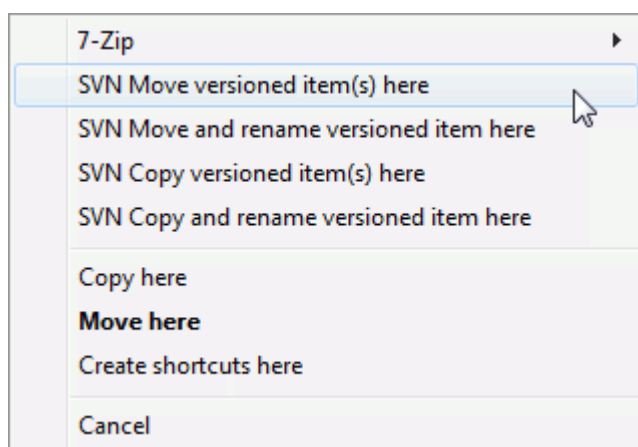 7-Zip
SVN Move versioned item(s) here
SVN Move and rename versioned item here
SVN Copy versioned item(s) here
SVN Copy and rename versioned item here
Copy here
Move here
Create shortcuts here
Cancel